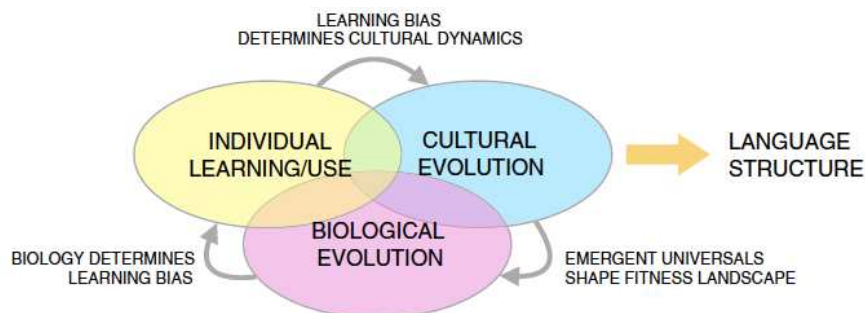 LEARNING BIAS
DETERMINES CULTURAL DYNAMICS
INDIVIDUAL
LEARNING/USE
CULTURAL
EVOLUTION
LANGUAGE
STRUCTURE
BIOLOGICAL
EVOLUTION
BIOLOGY DETERMINES
LEARNING BIAS
EMERGENT UNIVERSALS
SHAPE FITNESS LANDSCAPE